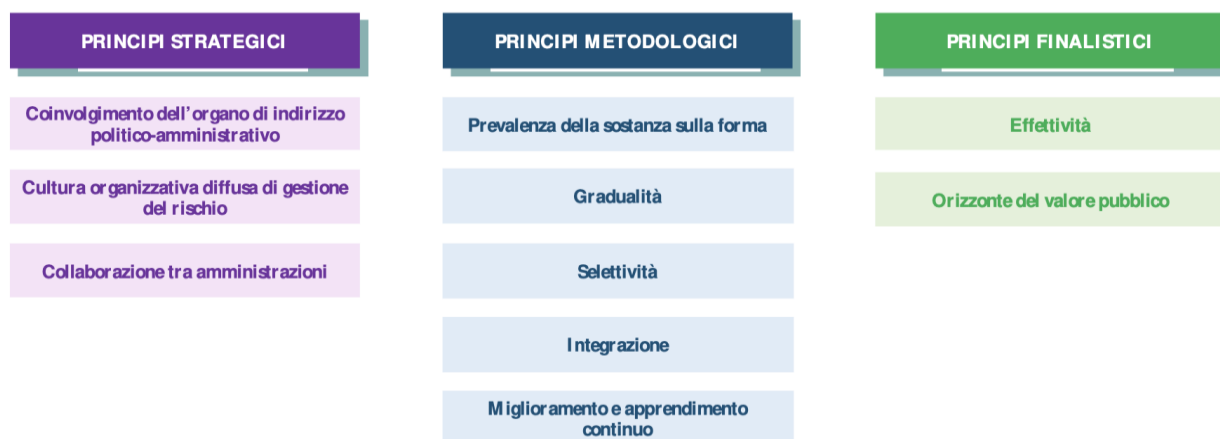 PRINCIPI STRATEGICI
Coinvolgimento dell'organo di indirizzo
politico-amministrativo
Cultura organizzativa diffusa di gestione
del rischio
Collaborazione tra amministrazioni
PRINCIPI METODOLOGICI
Prevalenza della sostanza sulla forma
Gradualità
Selettività
Integrazione
Miglioramento e apprendimento
continuo
PRINCIPI FINALISTICI
Effettività
Orizzonte del valore pubblico